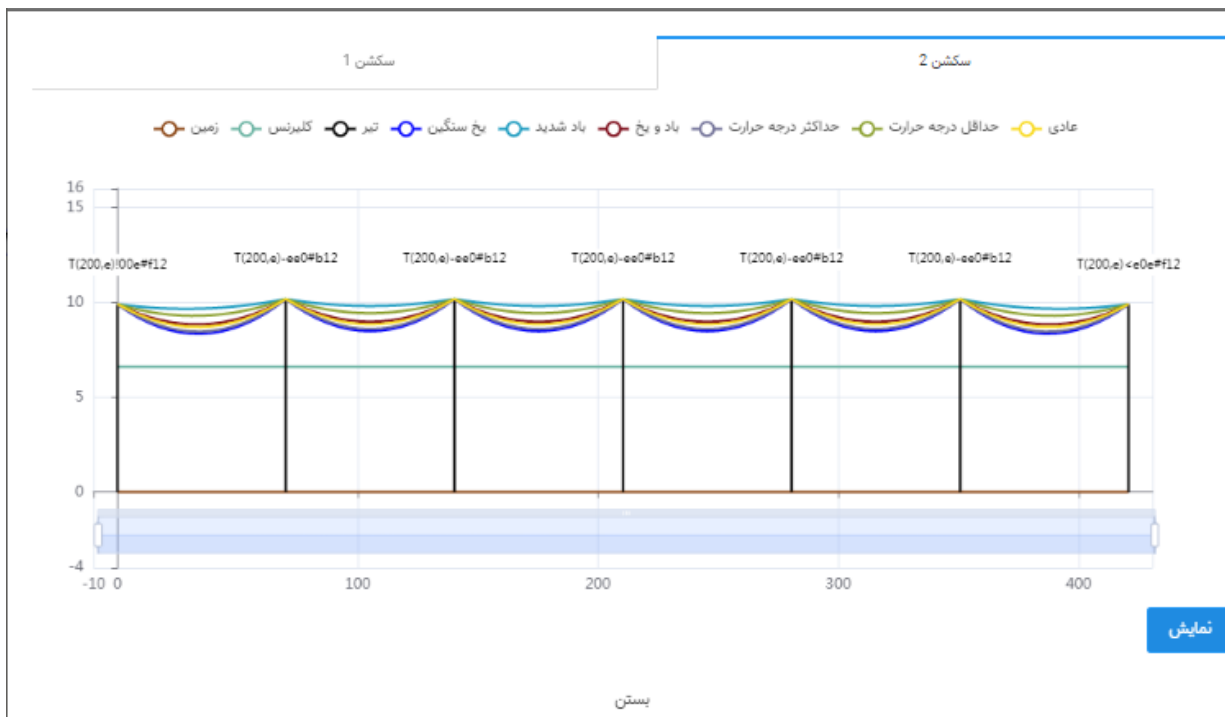 سکشن 2
سکشن 1
عادی حداقل درجه حرارت حداکثر درجه حرارت باد و یخ باد شدید یخ سنگین تیر کلیرنس زمین
16
15
T(200,e)!00e#f12 T(200,e)-ee0#b12 T(200,e)-ee0#b12 T(200,e)-ee0#b12 T(200,e)-ee0#b12 T(200,e)-ee0#b12 T(200,e)<e0e#f12
10
5
0
-4
-10 0 100 200 300 400
نمایش
بستن